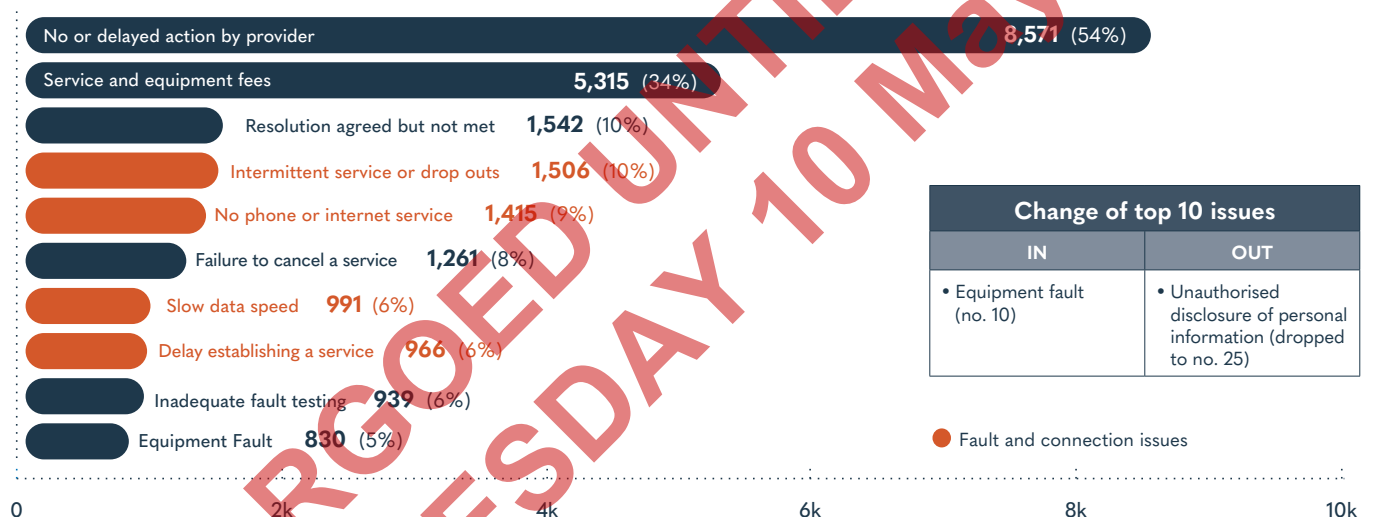 No or delayed action by provider 8,571 (54%)
Service and equipment fees 5,315 (34%)
Resolution agreed but not met 1,542 (10%)
Intermittent service or drop outs 1,506 (10%)
No phone or internet service 1,415 (9%)
Failure to cancel a service 1,261 (8%)
Slow data speed 991 (6%)
Delay establishing a service 966 (6%)
Inadequate fault testing 939 (6%)
Equipment Fault 830 (5%)
0 2k 4k 6k 8k 10k
Change of top 10 issues
IN OUT
• Equipment fault
(no. 10)
• Unauthorised
disclosure of personal
information (dropped
to no. 25)
Fault and connection issues
RGOED UNTI
ESDAY 10 May